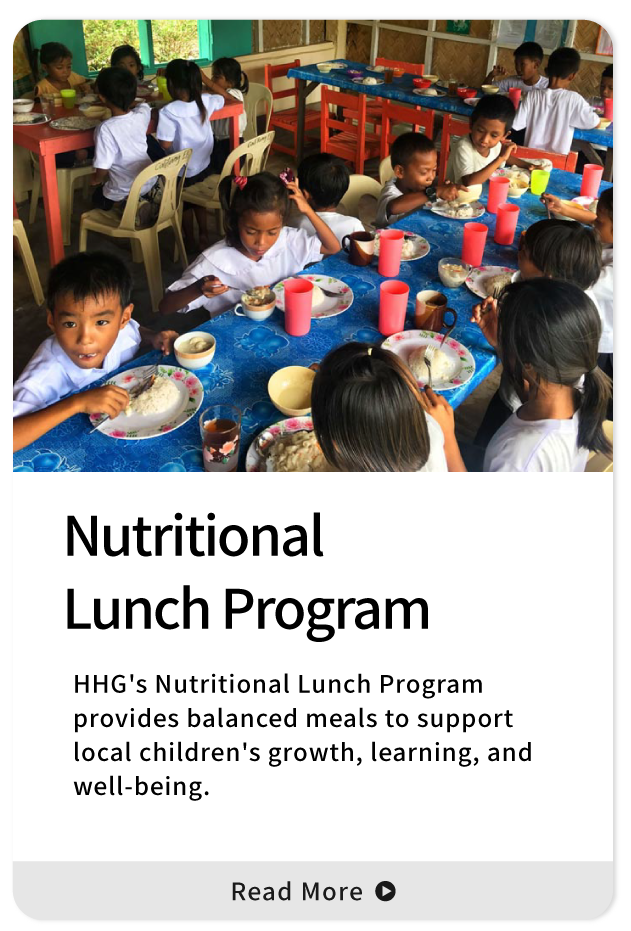 Nutritional
Lunch Program
HHG's Nutritional Lunch Program
provides balanced meals to support
local children's growth, learning, and
well-being.
Read More